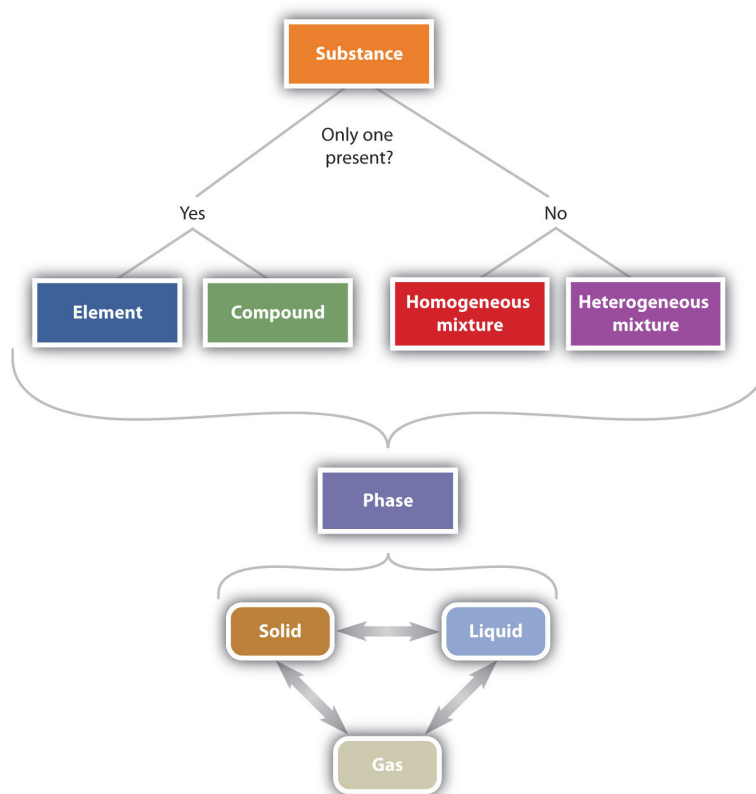 Substance
Only one
present?
Yes
No
Element
Compound
Homogeneous
mixture
Heterogeneous
mixture
Phase
Solid
Liquid
Gas